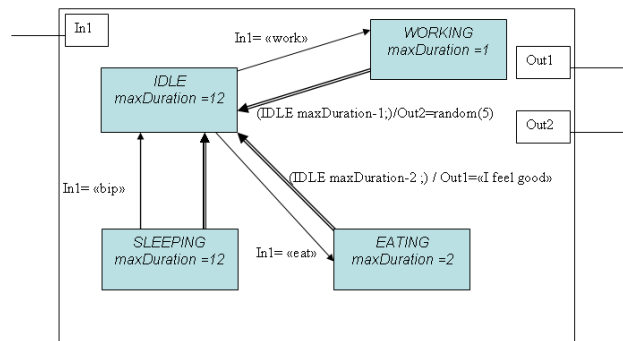 In1
In1= «work»
WORKING
maxDuration =1
Out1
IDLE
maxDuration =12
(IDLE maxDuration-1;)/Out2=random(5)
Out2
(IDLE maxDuration-2 ;) / Out1=«I feel good»
In1= «bip»
SLEEPING
maxDuration =12
In1= «eat»
EATING
maxDuration =2